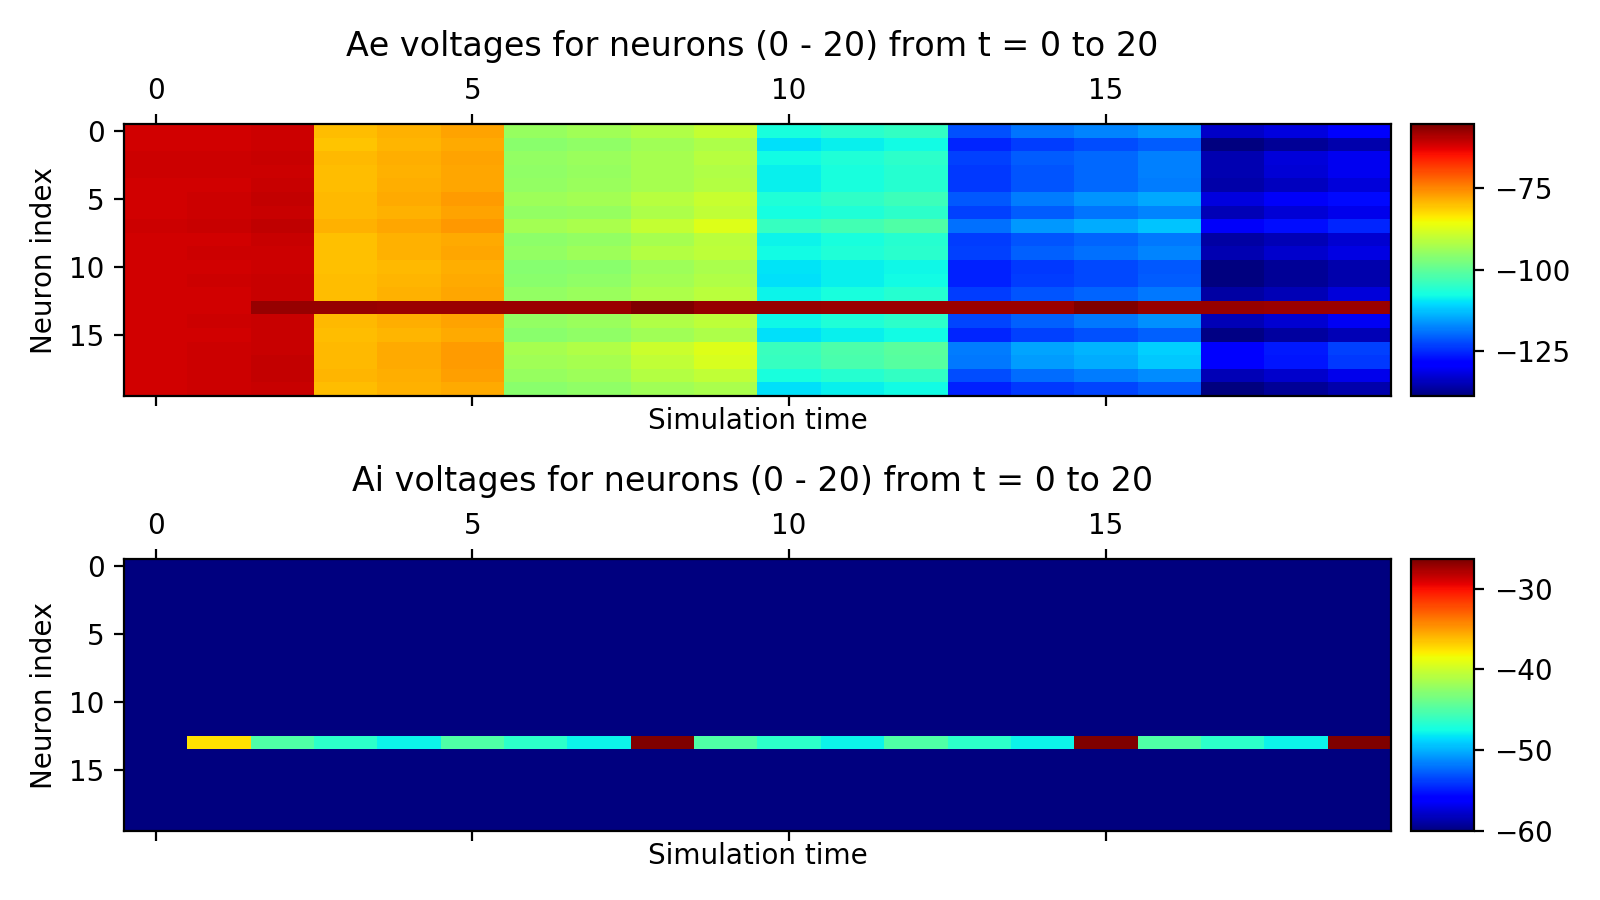 Ae voltages for neurons (0 - 20) from t = 0 to 20
0 5 10 15
0
5
10
15
Neuron index
Simulation time
−75
−100
−125
Ai voltages for neurons (0 - 20) from t = 0 to 20
0 5 10 15
0
5
10
15
Neuron index
Simulation time
−30
−40
−50
−60